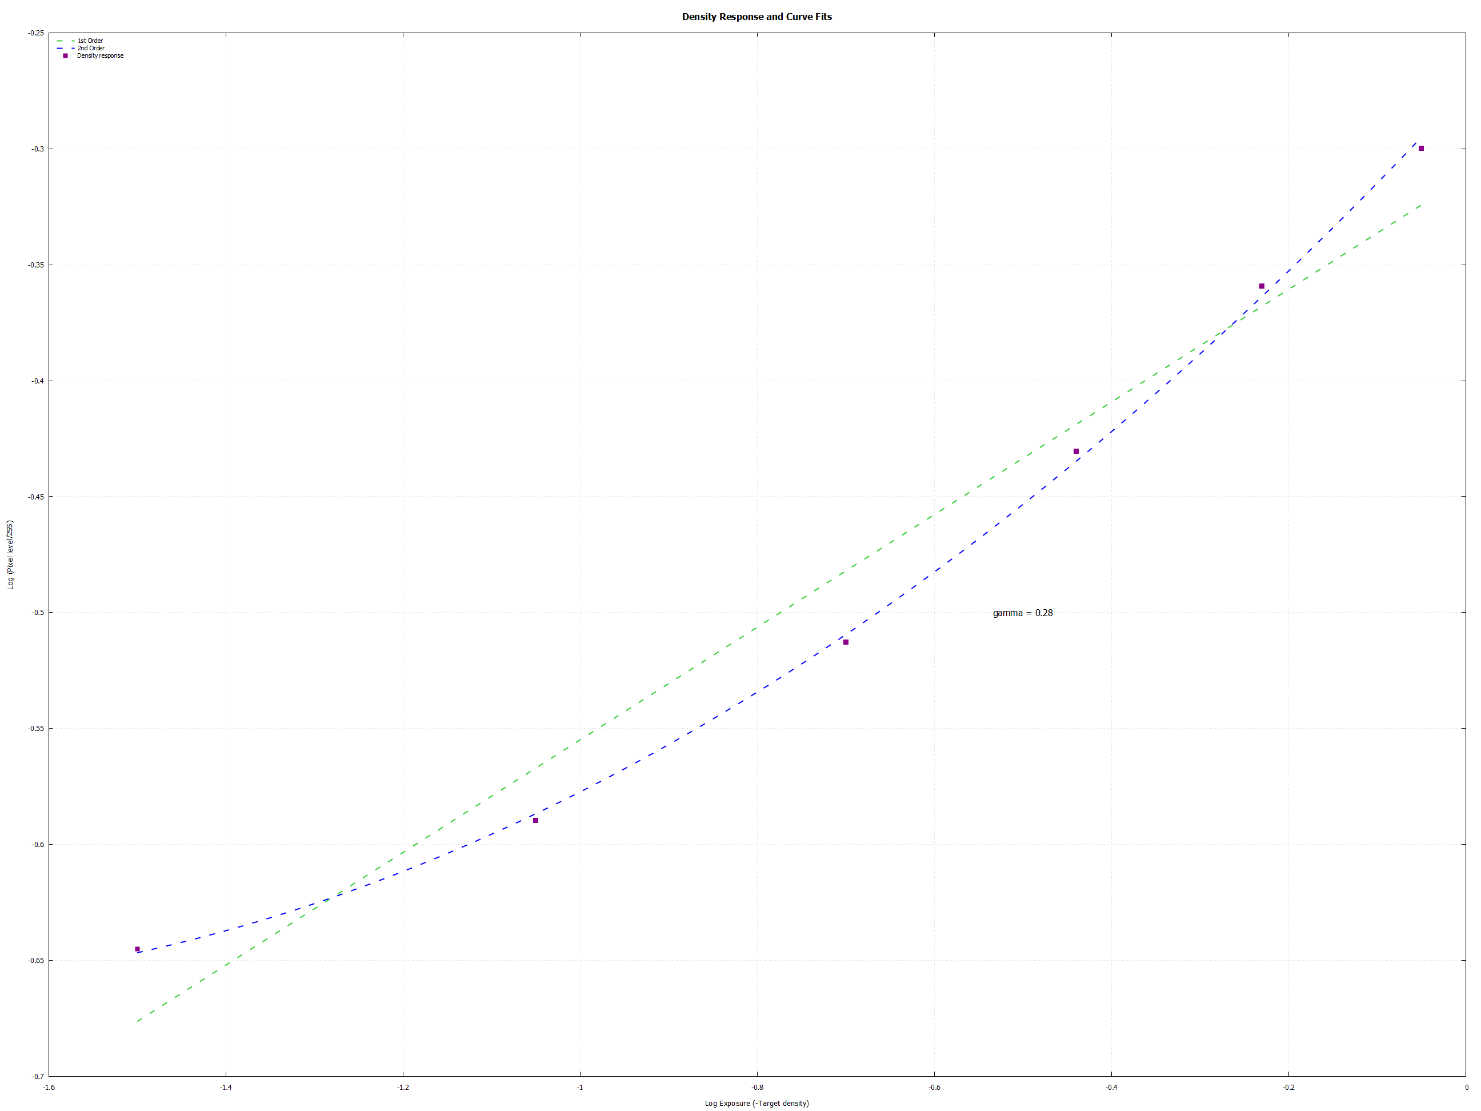 Density Response and Curve Fits
-0.25
1st Order
2nd Order
Density response
-0.3
-0.35
-0.4
-0.45
-0.5
-0.55
-0.6
-0.65
-0.7
Log (Pixel level/255)
gamma = 0.28
-1.6
-1.4
-1.2
-1
-0.8
-0.6
-0.4
-0.2
0
Log Exposure (-Target density)